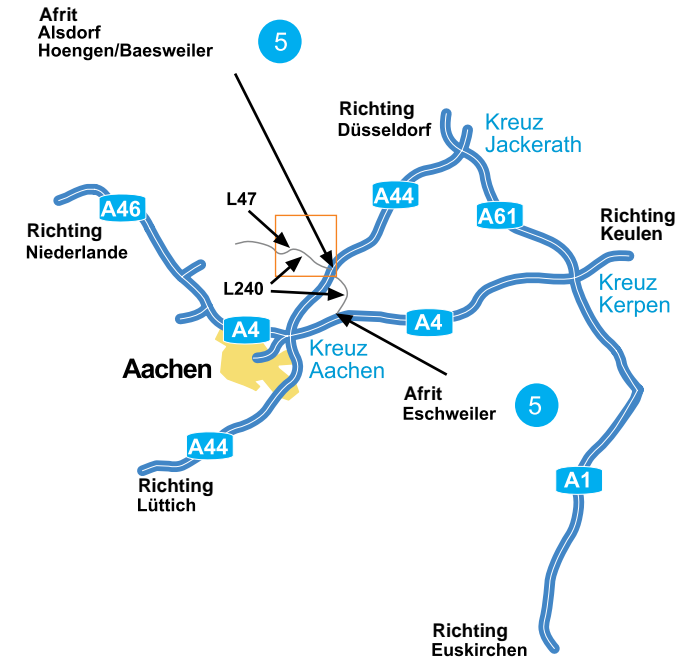 Afrit
Alsdorf
Hoengen/Baesweiler
5
Richting
Düsseldorf
Kreuz
Jackerath
A44
A61
L47
A46
Richting
Niederlande
Richting
Keulen
L240
Kreuz
Kerpen
A4
A4
Kreuz
Aachen
Aachen
Afrit
Eschweiler
5
A44
Richting
Lüttich
A1
Richting
Euskirchen